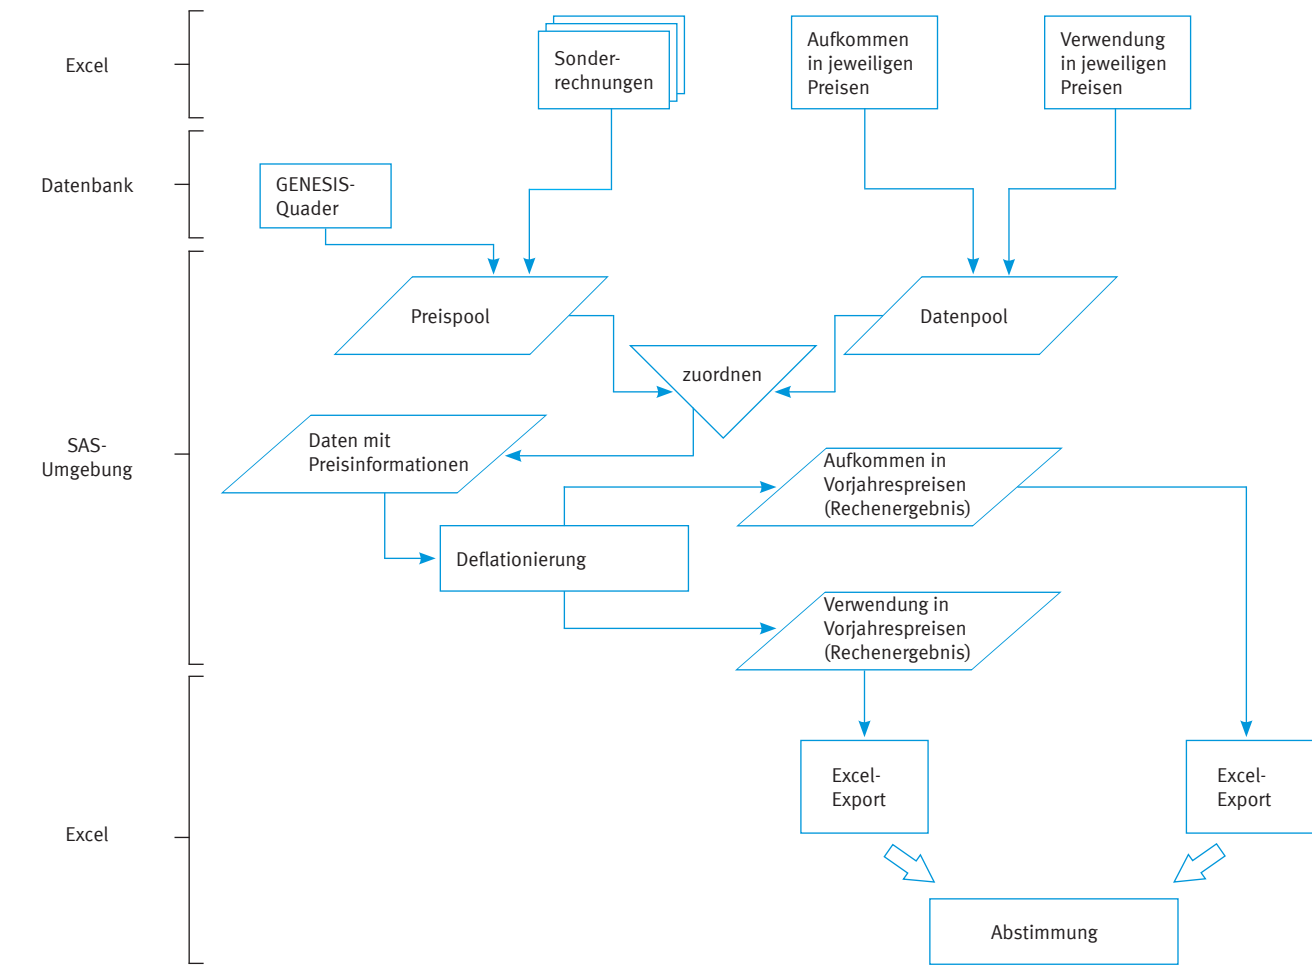 Excel
Sonder-
rechnungen
Aufkommen
in jeweiligen
Preisen
Verwendung
in jeweiligen
Preisen
Datenbank
GENESIS-
Quader
Preispool
Datenpool
zuordnen
SAS-
Umgebung
Daten mit
Preisinformationen
Aufkommen in
Vorjahrespreisen
(Rechenergebnis)
Deflationierung
Verwendung in
Vorjahrespreisen
(Rechenergebnis)
Excel
Excel-
Export
Excel-
Export
Abstimmung